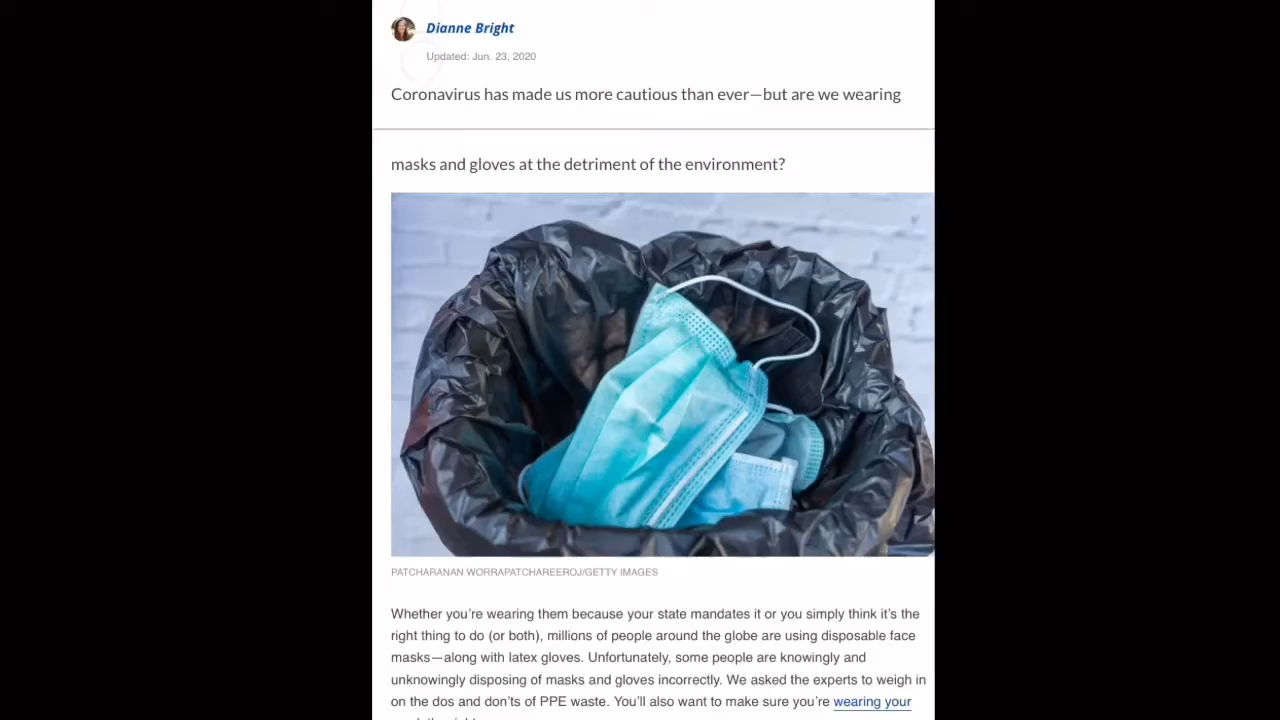 Dianne Bright
Updated: Jun. 23, 2020
Coronavirus has made us more cautious than ever—but are we wearing
masks and gloves at the detriment of the environment?
PATCHARANAN WORRAPATCHAREEROJ/GETTY IMAGES
Whether you’re wearing them because your state mandates it or you simply think it’s the
right thing to do (or both), millions of people around the globe are using disposable face
masks—along with latex gloves. Unfortunately, some people are knowingly and
unknowingly disposing of masks and gloves incorrectly. We asked the experts to weigh in
on the dos and don’ts of PPE waste. You’ll also want to make sure you’re wearing your